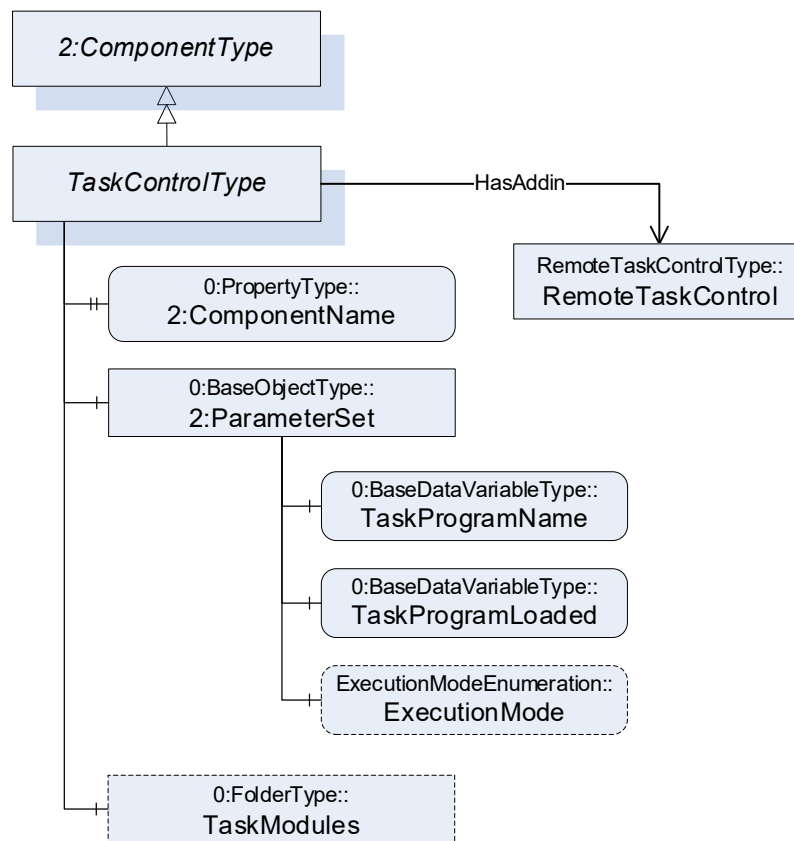 2:ComponentType
TaskControlType
HasAddin
RemoteTaskControlType::
RemoteTaskControl
0:PropertyType::
2:ComponentName
0:BaseObjectType::
2:ParameterSet
0:BaseDataVariableType::
TaskProgramName
0:BaseDataVariableType::
TaskProgramLoaded
ExecutionModeEnumeration::
ExecutionMode
0:FolderType::
TaskModules